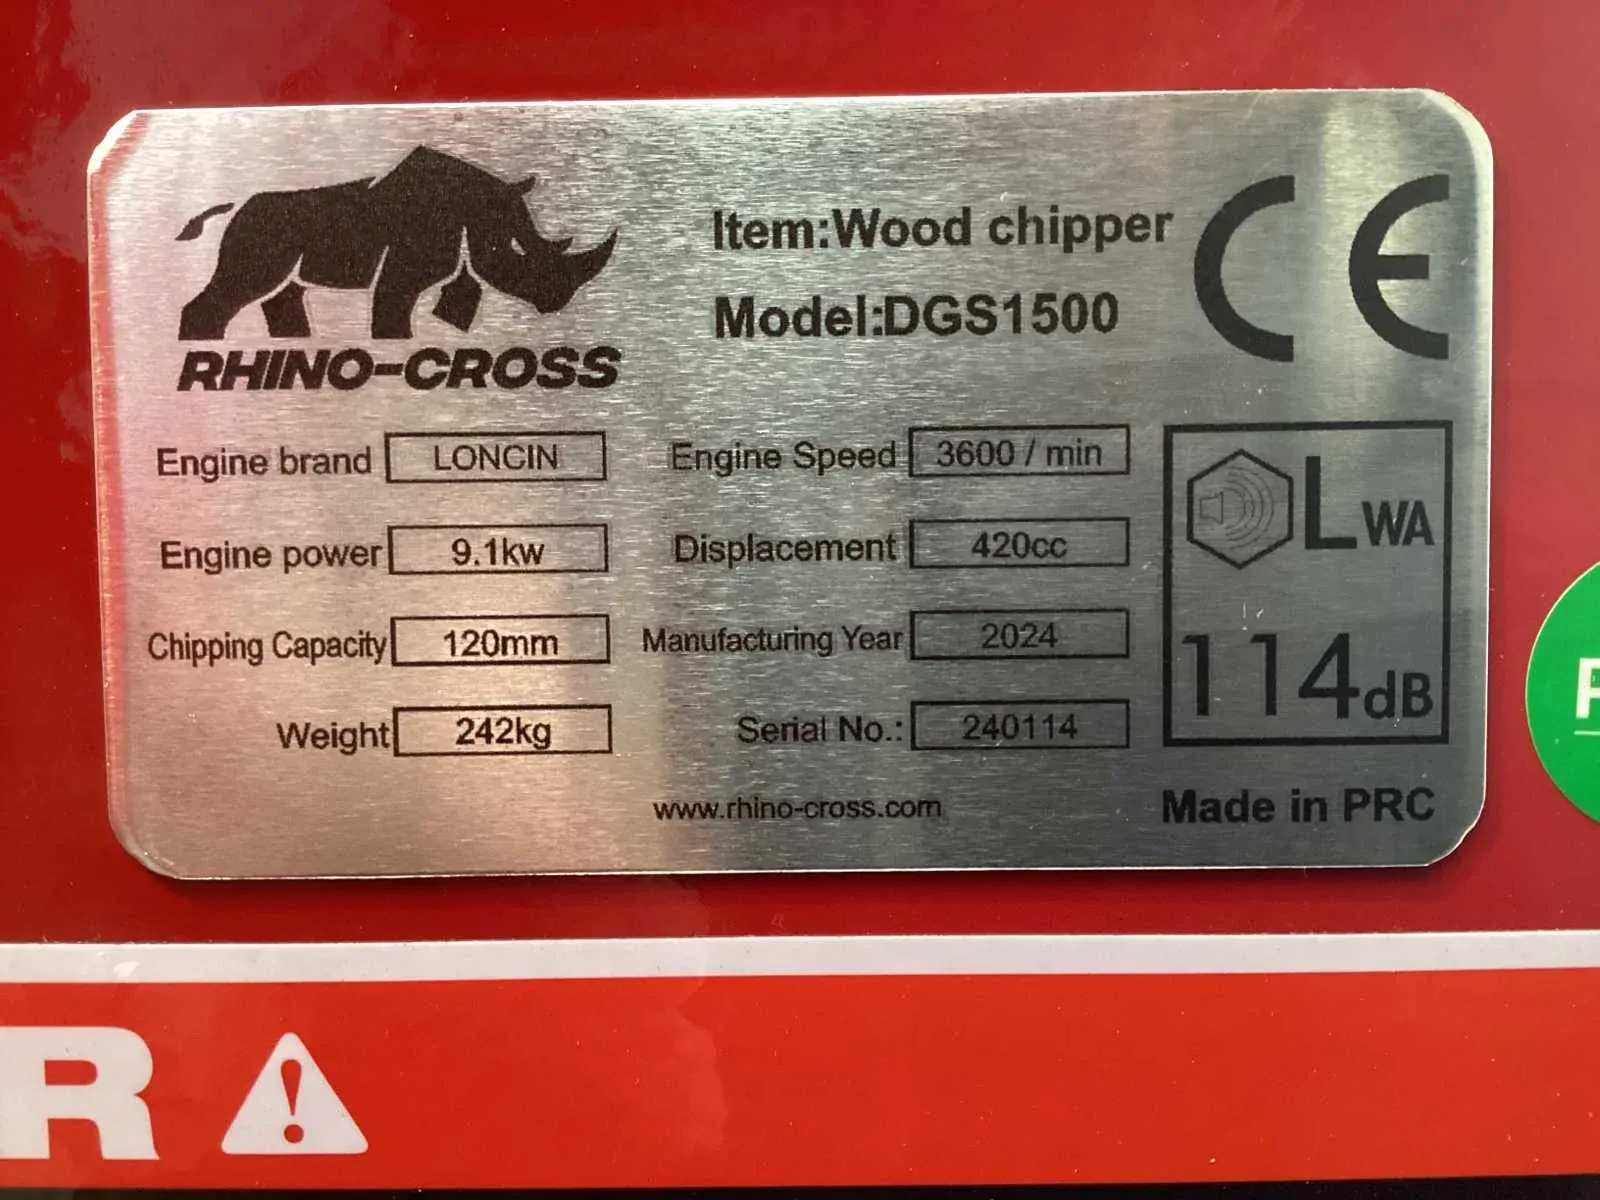 Item:Wood chipper
Model:DGS1500
CE
RHINO-CROSS
Engine brand LONCIN
Engine Speed 3600 / min
Engine power 9.1kw
Displacement 420cc
Chipping Capacity 120mm
Manufacturing Year 2024
Weight 242kg
Serial No.: 240114
LWA
114dB
www.rhino-cross.com
Made in PRC
R